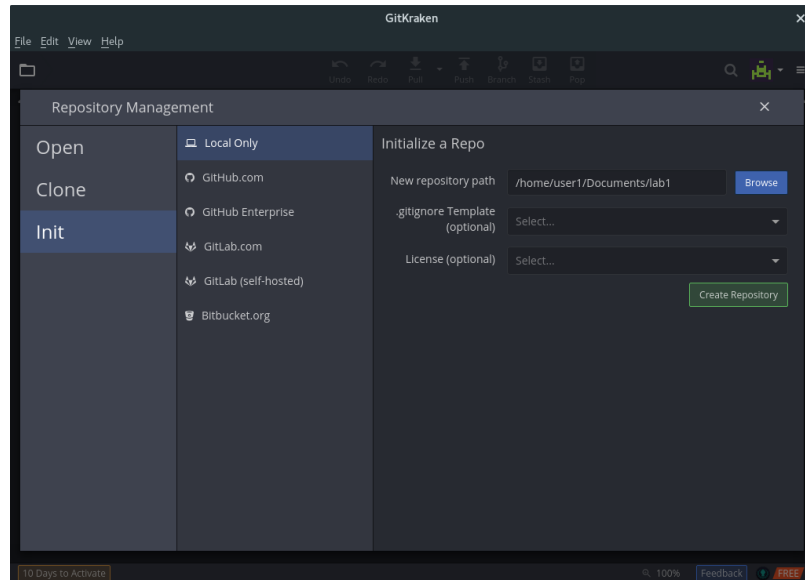 GitKraken
File Edit View Help
Undo Redo Pull Push Branch Stash Pop
Repository Management
Open
Clone
Init
Local Only
GitHub.com
GitHub Enterprise
GitLab.com
GitLab (self-hosted)
Bitbucket.org
Initialize a Repo
New repository path /home/user1/Documents/lab1 Browse
.gitignore Template
(optional) Select...
License (optional) Select...
Create Repository
10 Days to Activate 100% Feedback FREE